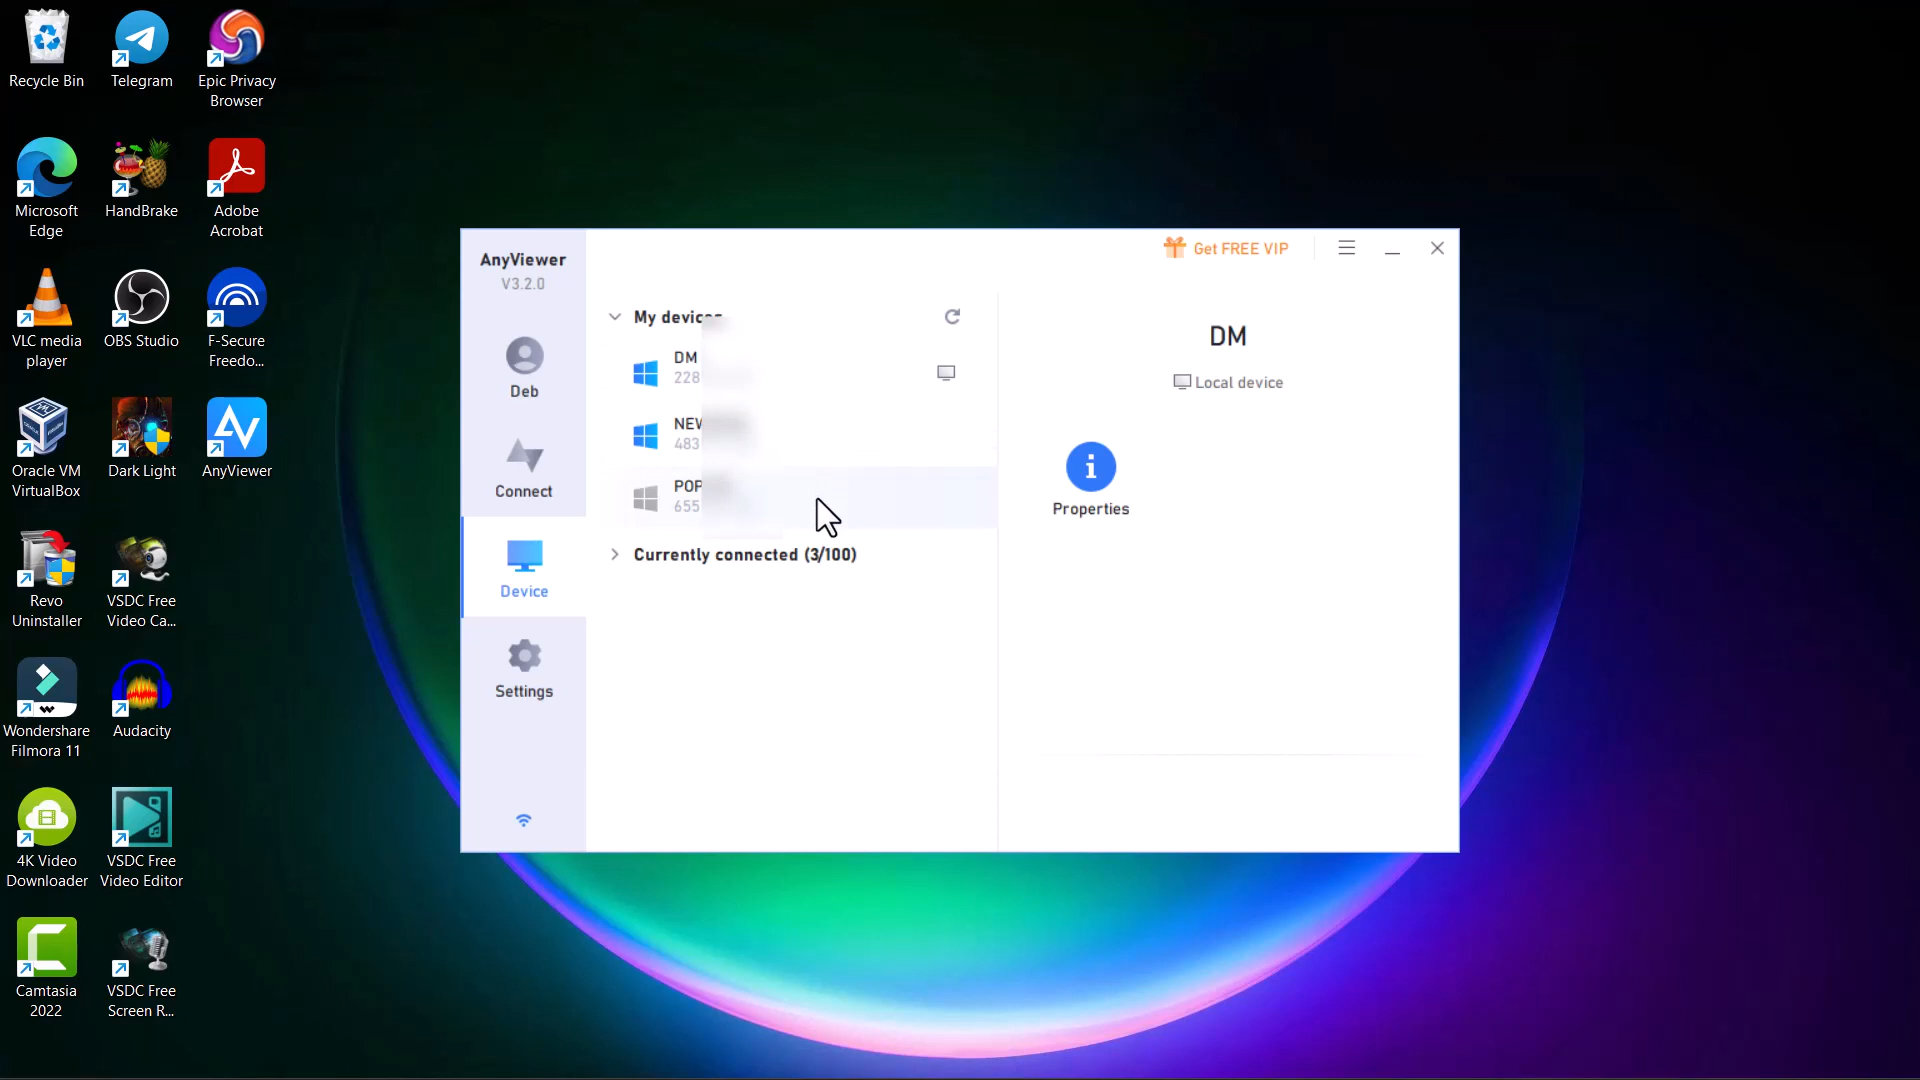 Recycle Bin
Telegram
Epic Privacy
Browser
Microsoft
Edge
HandBrake
Adobe
Acrobat
VLC media
player
OBS Studio
F-Secure
Freedo...
Oracle VM
VirtualBox
Dark Light
AnyViewer
Revo
Uninstaller
VSDC Free
Video Ca...
Wondershare
Filmora 11
Audacity
4K Video
Downloader
VSDC Free
Video Editor
Camtasia
2022
VSDC Free
Screen R...
AnyViewer
V3.2.0
Deb
Connect
Device
Settings
Get FREE VIP
My devices
DM
228
483
655
Currently connected (3/100)
DM
Local device
Properties